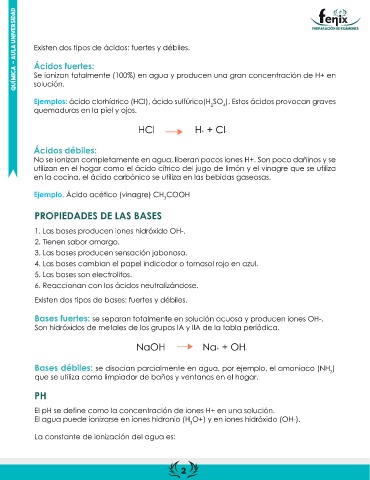 QUÍMICA – AULA UNIVERSIDAD
fenix
PREPARACIÓN DE EXÁMENES
Existen dos tipos de ácidos: fuertes y débiles.
Ácidos fuertes:
Se ionizan totalmente (100%) en agua y producen una gran concentración de H+ en
solución.
Ejemplos: ácido clorhídrico (HCl), ácido sulfúrico(H2SO4). Estos ácidos provocan graves
quemaduras en la piel y ojos.
HCl → H+ + Cl-
Ácidos débiles:
No se ionizan completamente en agua, liberan pocos iones H+. Son poco dañinos y se
utilizan en el hogar como el ácido cítrico del jugo de limón y el vinagre que se utiliza
en la cocina, el ácido carbónico se utiliza en las bebidas gaseosas.
Ejemplo. Ácido acético (vinagre) CH3COOH
PROPIEDADES DE LAS BASES
1. Las bases producen iones hidróxido OH-.
2. Tienen sabor amargo.
3. Las bases producen sensación jabonosa.
4. Las bases cambian el papel indicador o tornasol rojo en azul.
5. Las bases son electrolitos.
6. Reaccionan con los ácidos neutralizándose.
Existen dos tipos de bases: fuertes y débiles.
Bases fuertes: se separan totalmente en solución acuosa y producen iones OH-.
Son hidróxidos de metales de los grupos IA y IIA de la tabla periódica.
NaOH → Na+ + OH-
Bases débiles: se disocian parcialmente en agua, por ejemplo, el amoniaco (NH3)
que se utiliza como limpiador de baños y ventanas en el hogar.
PH
El pH se define como la concentración de iones H+ en una solución.
El agua puede ionizarse en iones hidronio (H3O+) y en iones hidróxido (OH-).
La constante de ionización del agua es:
2